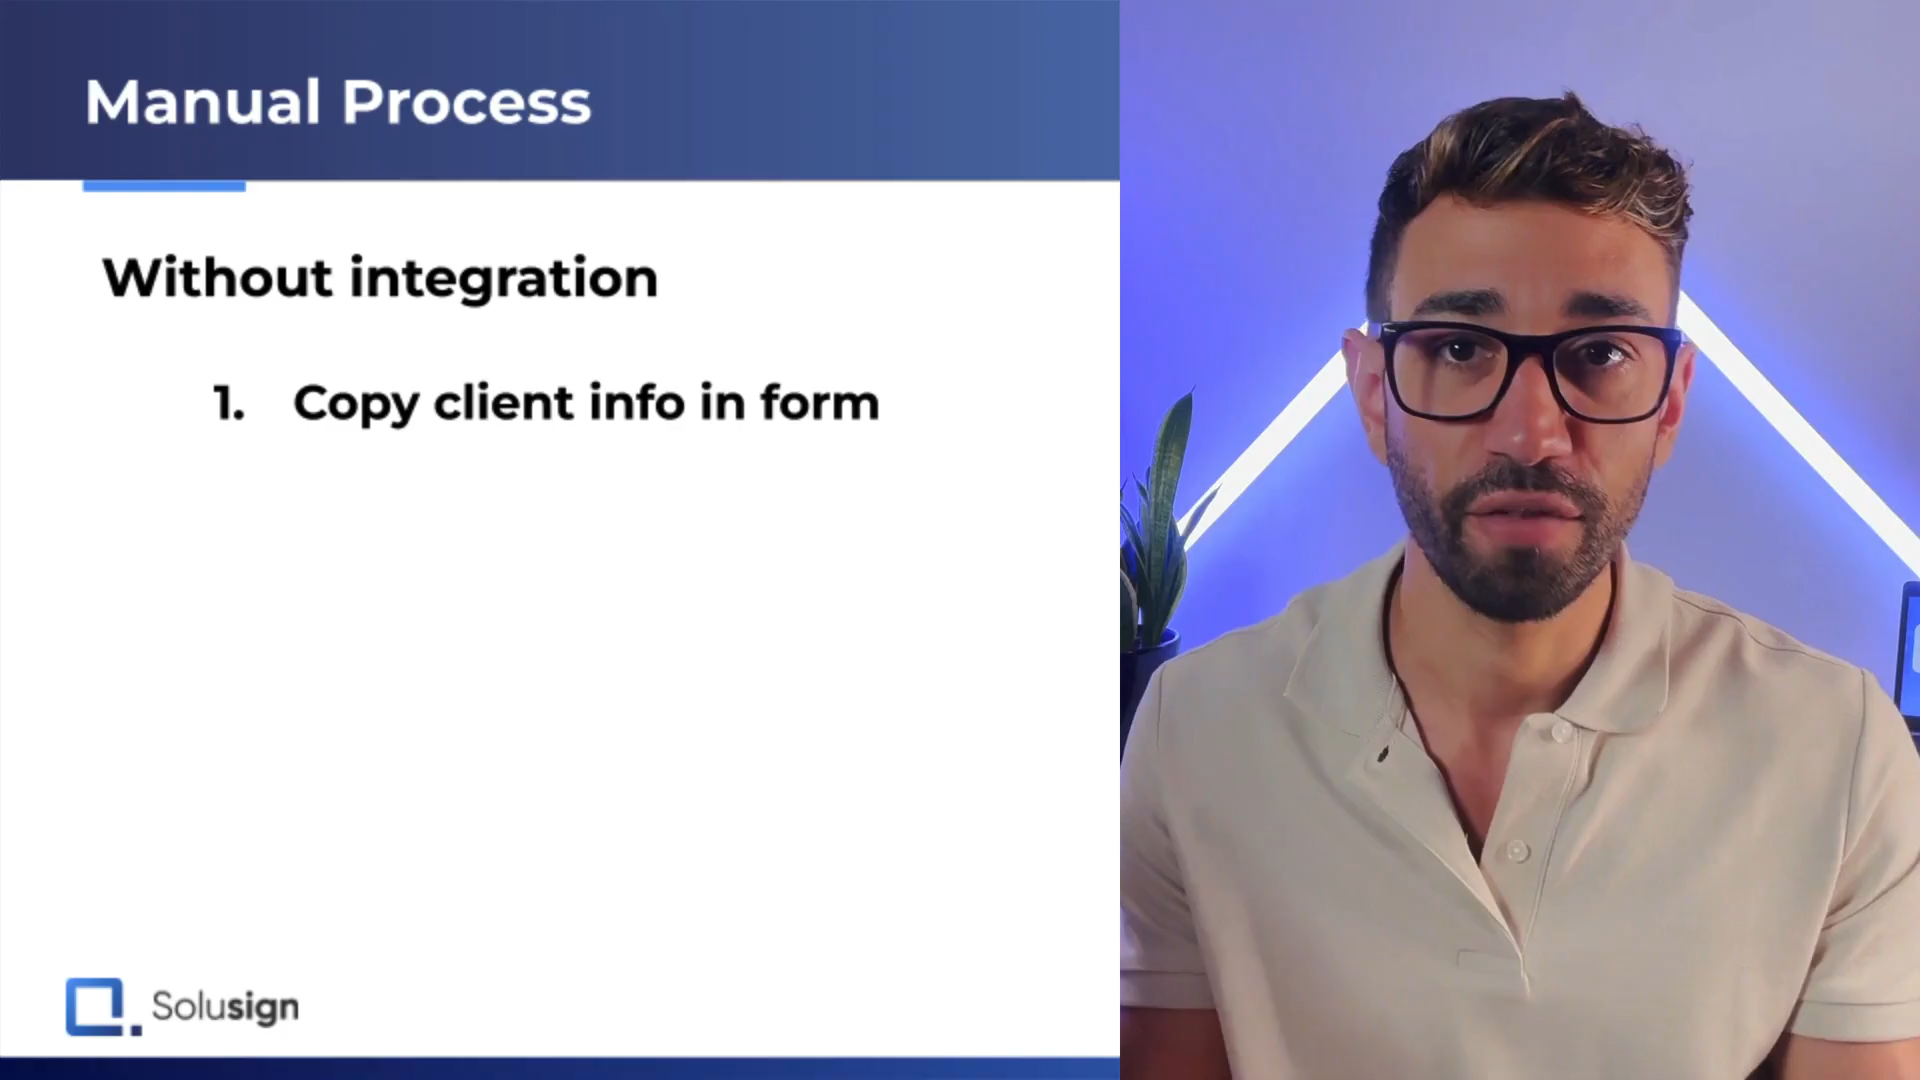 Manual Process
Without integration
1. Copy client info in form
Solusign